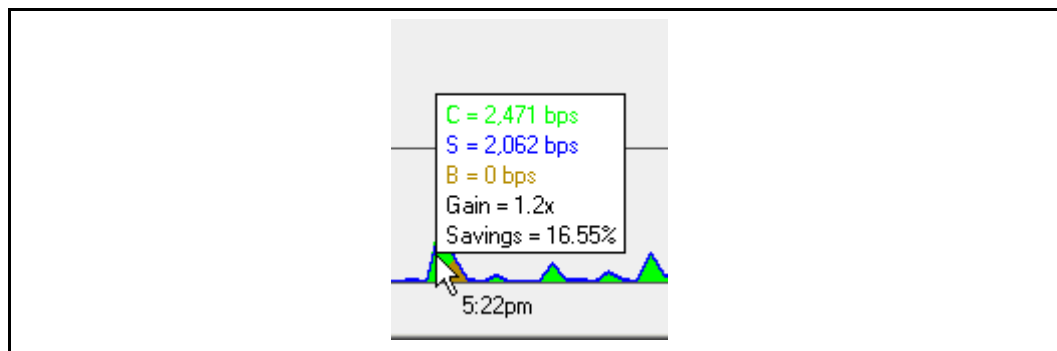 C = 2,471 bps
S = 2,062 bps
B = 0 bps
Gain = 1.2x
Savings = 16.55%
5:22pm